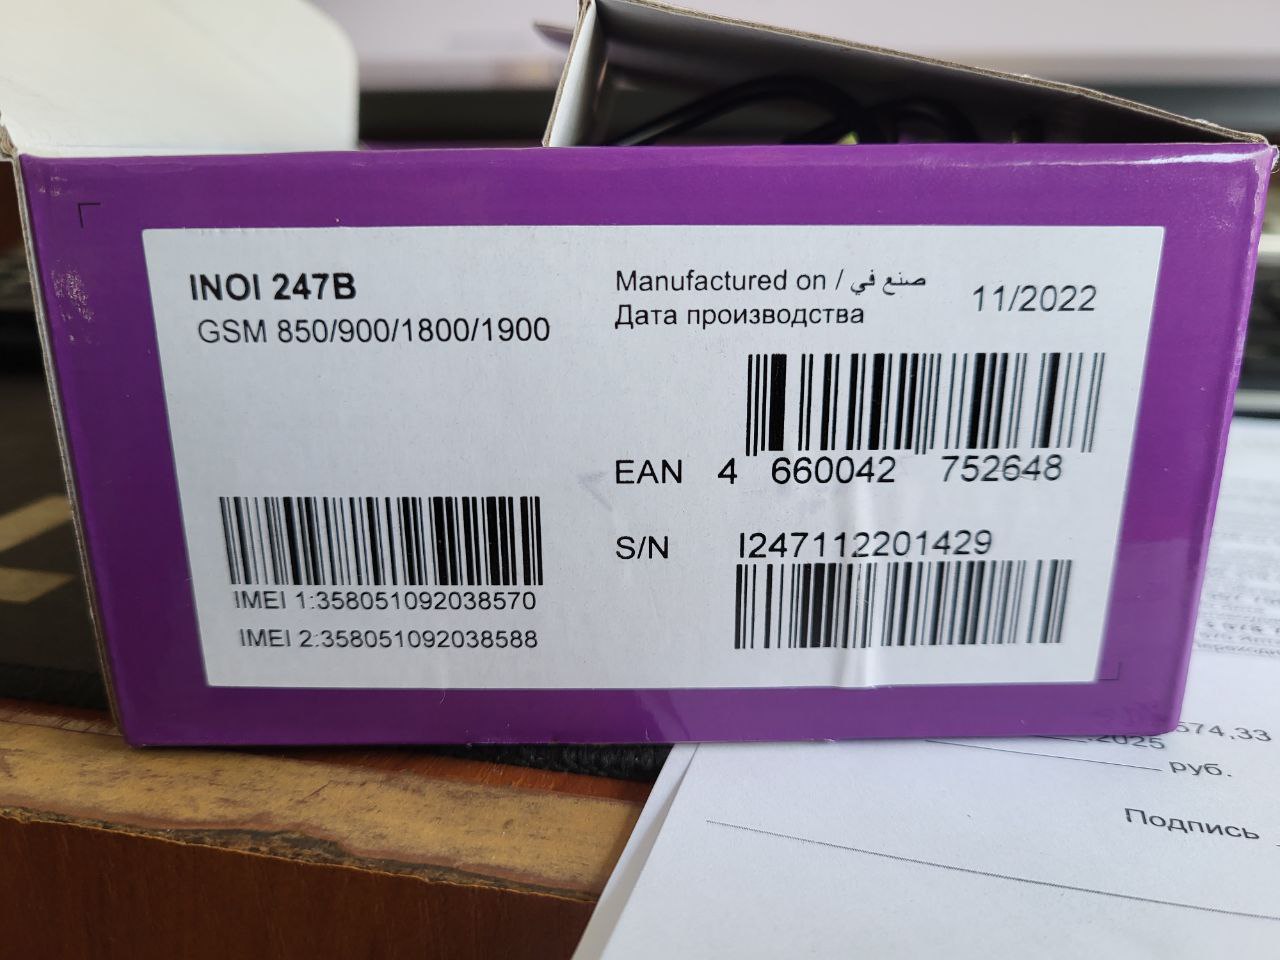 INOI 247B
GSM 850/900/1800/1900
Manufactured on / صنع في
Дата производства
11/2022
EAN 4 660042 752648
S/N I247112201429
IMEI 1:358051092038570
IMEI 2:358051092038588
574,33
.2025
руб.
Подпись